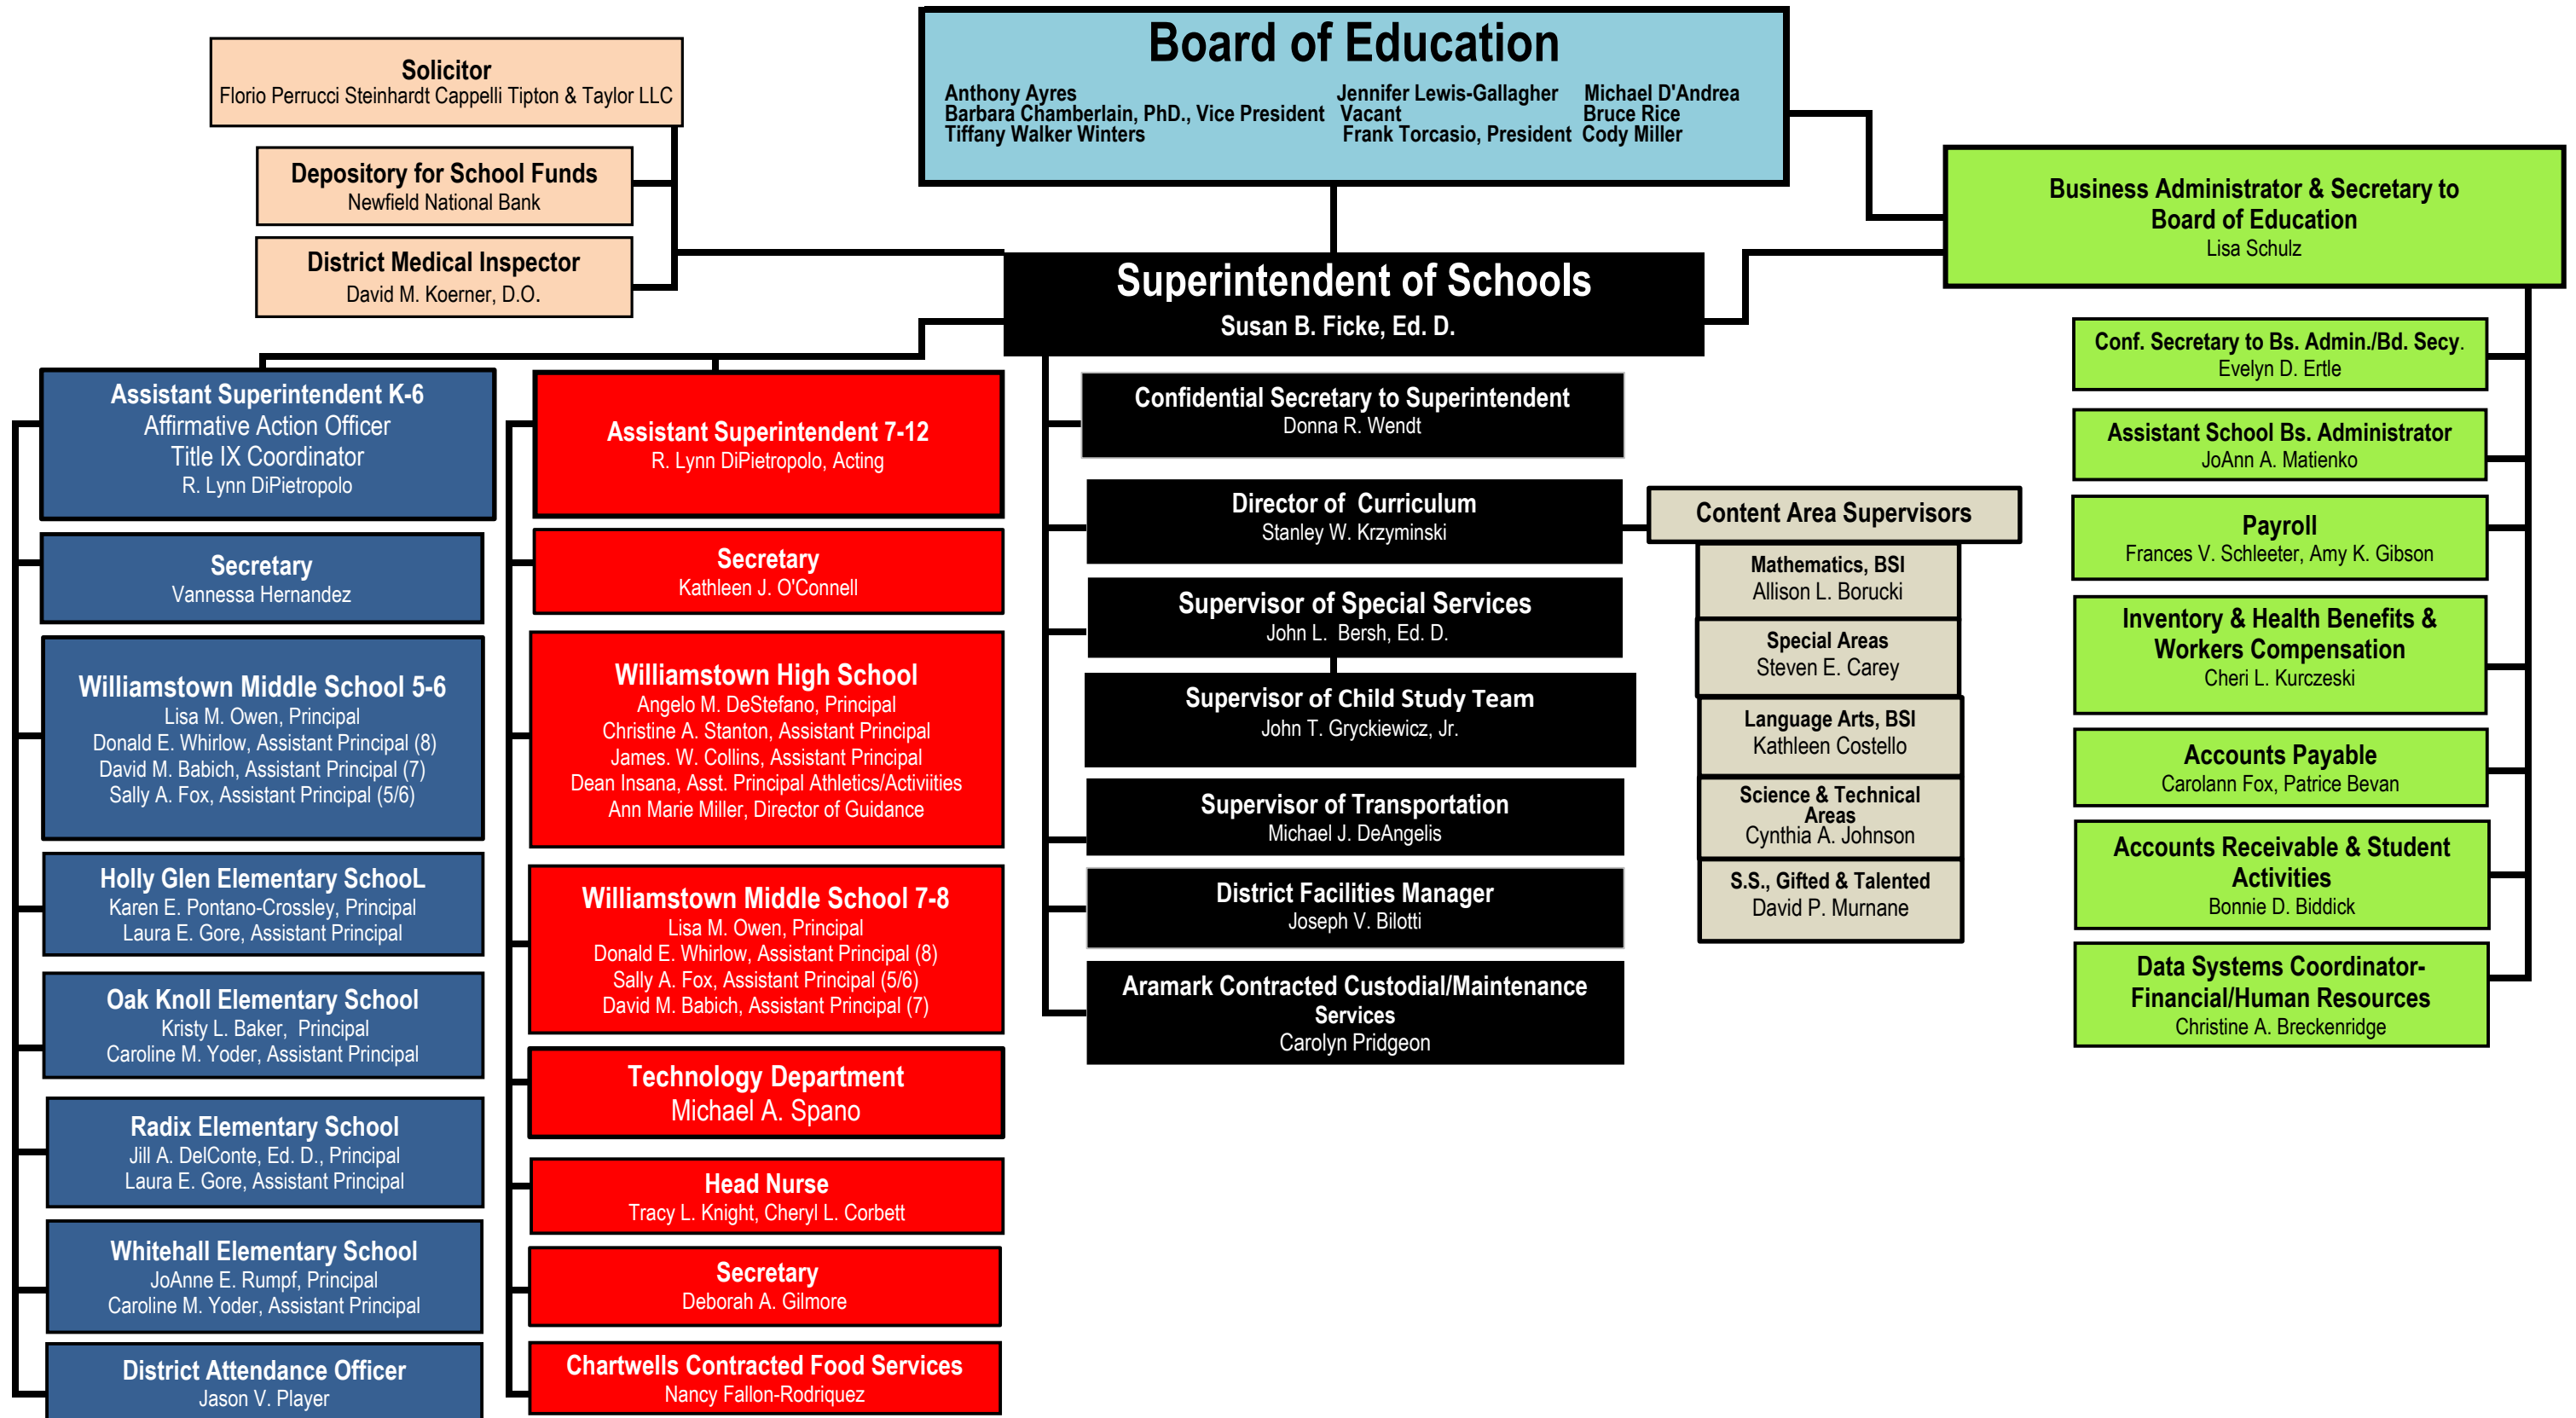 Board of Education
Anthony Ayres Jennifer Lewis-Gallagher Michael D'Andrea
Barbara Chamberlain, PhD., Vice President Vacant Bruce Rice
Tiffany Walker Winters Frank Torcasio, President Cody Miller
Solicitor
Florio Perrucci Steinhardt Cappelli Tipton & Taylor LLC
Depository for School Funds
Newfield National Bank
District Medical Inspector
David M. Koerner, D.O.
Business Administrator & Secretary to
Board of Education
Lisa Schulz
Superintendent of Schools
Susan B. Ficke, Ed. D.
Assistant Superintendent K-6
Affirmative Action Officer
Title IX Coordinator
R. Lynn DiPietropolo
Secretary
Vannessa Hernandez
Williamstown Middle School 5-6
Lisa M. Owen, Principal
Donald E. Whirlow, Assistant Principal (8)
David M. Babich, Assistant Principal (7)
Sally A. Fox, Assistant Principal (5/6)
Holly Glen Elementary SchooL
Karen E. Pontano-Crossley, Principal
Laura E. Gore, Assistant Principal
Oak Knoll Elementary School
Kristy L. Baker, Principal
Caroline M. Yoder, Assistant Principal
Radix Elementary School
Jill A. DelConte, Ed. D., Principal
Laura E. Gore, Assistant Principal
Whitehall Elementary School
JoAnne E. Rumpf, Principal
Caroline M. Yoder, Assistant Principal
District Attendance Officer
Jason V. Player
Assistant Superintendent 7-12
R. Lynn DiPietropolo, Acting
Secretary
Kathleen J. O'Connell
Williamstown High School
Angelo M. DeStefano, Principal
Christine A. Stanton, Assistant Principal
James. W. Collins, Assistant Principal
Dean Insana, Asst. Principal Athletics/Activiities
Ann Marie Miller, Director of Guidance
Williamstown Middle School 7-8
Lisa M. Owen, Principal
Donald E. Whirlow, Assistant Principal (8)
Sally A. Fox, Assistant Principal (5/6)
David M. Babich, Assistant Principal (7)
Technology Department
Michael A. Spano
Head Nurse
Tracy L. Knight, Cheryl L. Corbett
Secretary
Deborah A. Gilmore
Chartwells Contracted Food Services
Nancy Fallon-Rodriquez
Confidential Secretary to Superintendent
Donna R. Wendt
Director of Curriculum
Stanley W. Krzyminski
Supervisor of Special Services
John L. Bersh, Ed. D.
Supervisor of Child Study Team
John T. Gryckiewicz, Jr.
Supervisor of Transportation
Michael J. DeAngelis
District Facilities Manager
Joseph V. Bilotti
Aramark Contracted Custodial/Maintenance
Services
Carolyn Pridgeon
Content Area Supervisors
Mathematics, BSI
Allison L. Borucki
Special Areas
Steven E. Carey
Language Arts, BSI
Kathleen Costello
Science & Technical
Areas
Cynthia A. Johnson
S.S., Gifted & Talented
David P. Murnane
Conf. Secretary to Bs. Admin./Bd. Secy.
Evelyn D. Ertle
Assistant School Bs. Administrator
JoAnn A. Matienko
Payroll
Frances V. Schleeter, Amy K. Gibson
Inventory & Health Benefits &
Workers Compensation
Cheri L. Kurczeski
Accounts Payable
Carolann Fox, Patrice Bevan
Accounts Receivable & Student
Activities
Bonnie D. Biddick
Data Systems Coordinator-
Financial/Human Resources
Christine A. Breckenridge